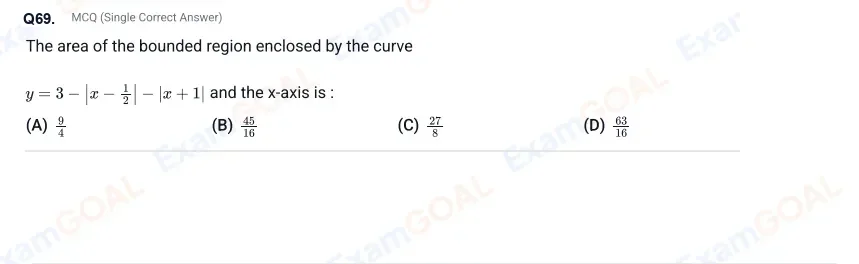 Q69. MCQ (Single Correct Answer)
The area of the bounded region enclosed by the curve
y = 3 − |x − 1/2| − |x + 1| and the x-axis is :
(A) 9/4 (B) 45/16 (C) 27/8 (D) 63/16
ExamGOAL